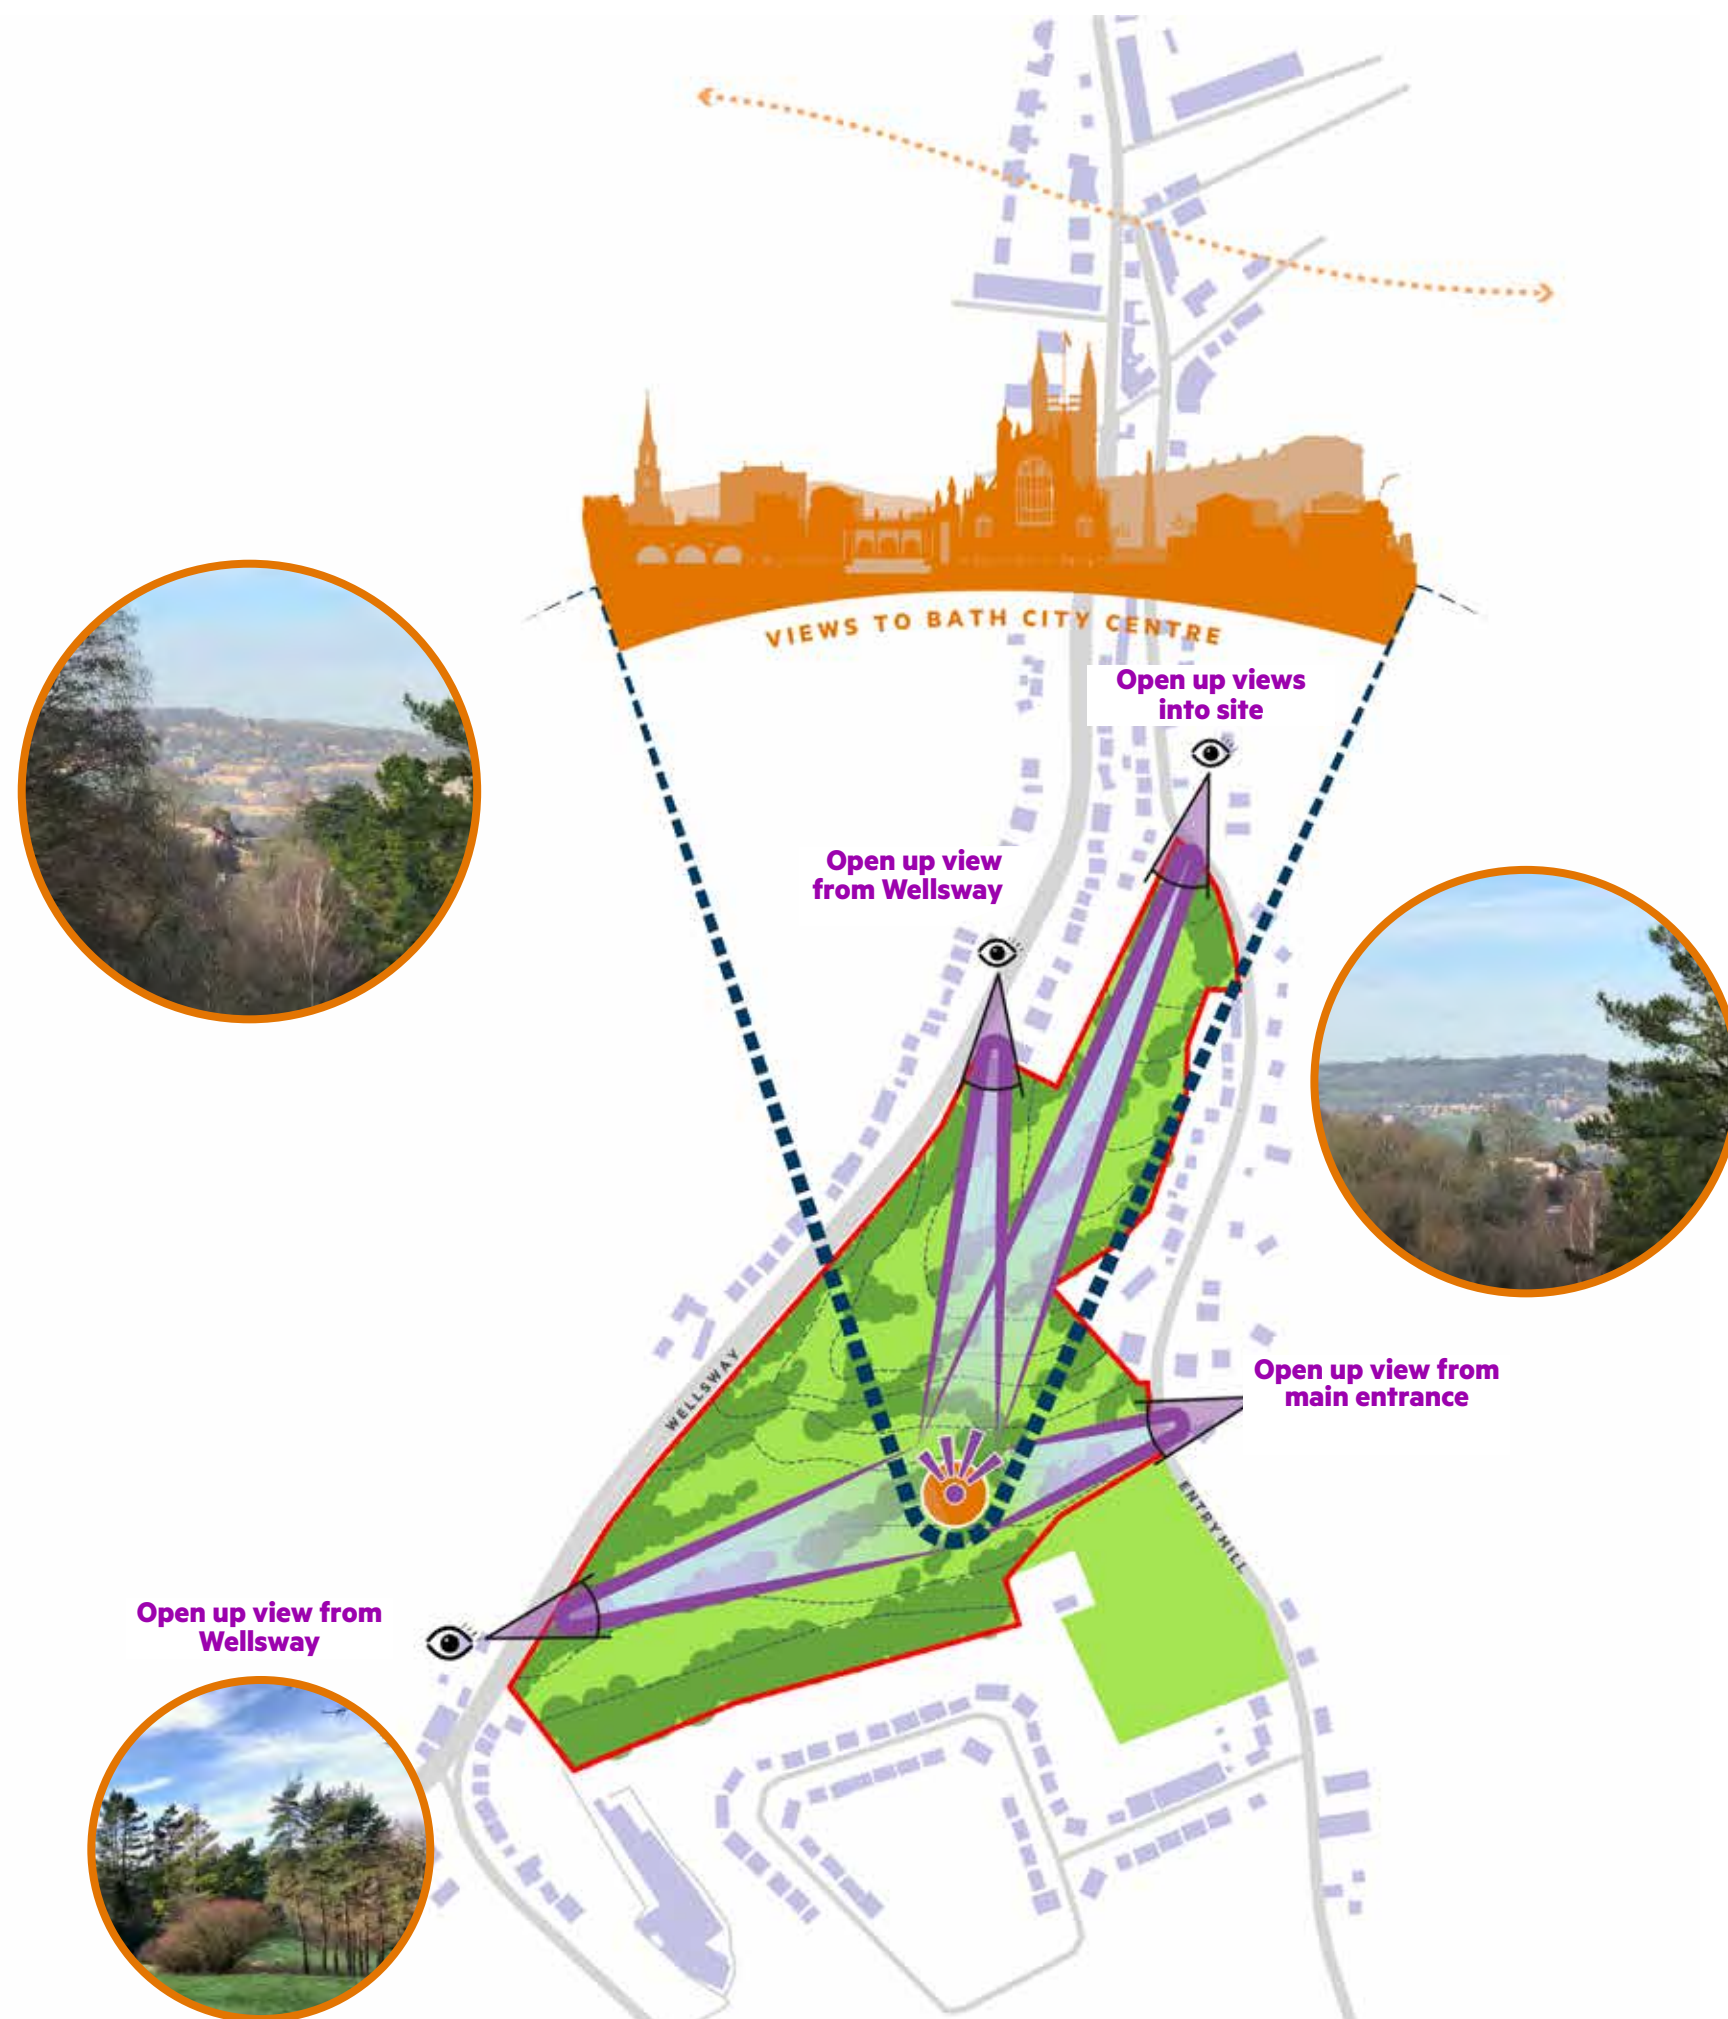 VIEWS TO BATH CITY CENTRE
Open up views
into site
Open up view
from Wellsway
Open up view from
main entrance
WELLSWAY
ENTRY HILL
Open up view from
Wellsway